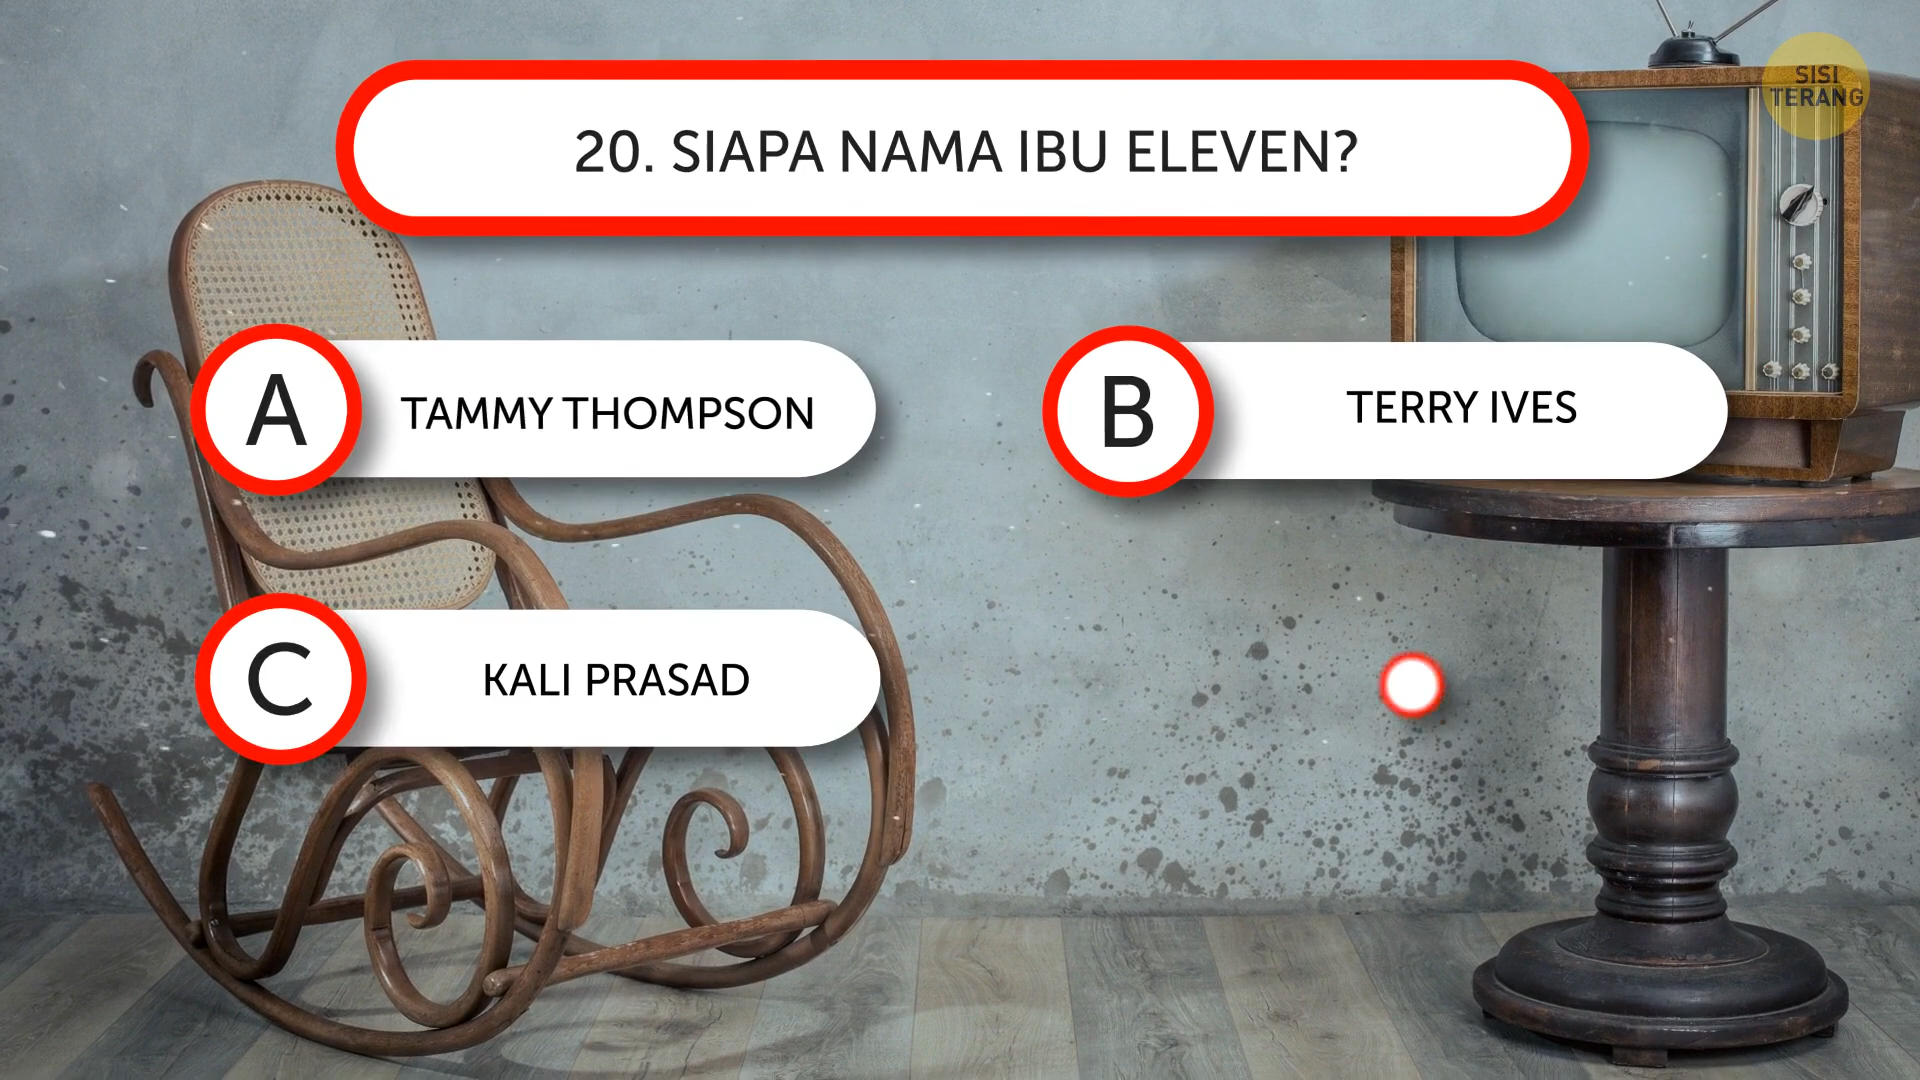 SISI
TERANG
20. SIAPA NAMA IBU ELEVEN?
A
TAMMY THOMPSON
B
TERRY IVES
C
KALI PRASAD